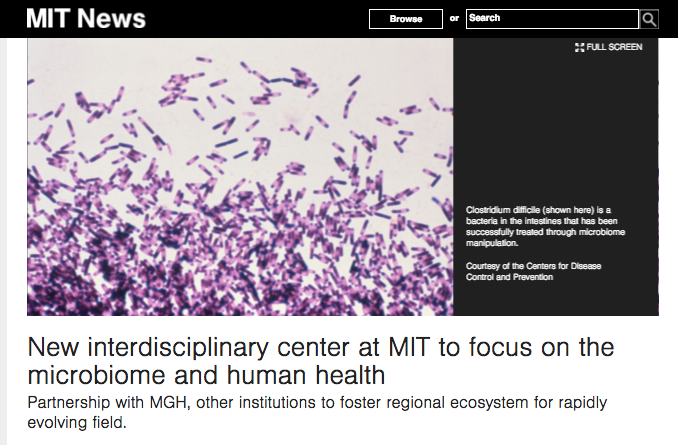 MIT News
Browse or Search
FULL SCREEN
Clostridium difficile (shown here) is a
bacteria in the intestines that has been
successfully treated through microbiome
manipulation.
Courtesy of the Centers for Disease
Control and Prevention
New interdisciplinary center at MIT to focus on the
microbiome and human health
Partnership with MGH, other institutions to foster regional ecosystem for rapidly
evolving field.